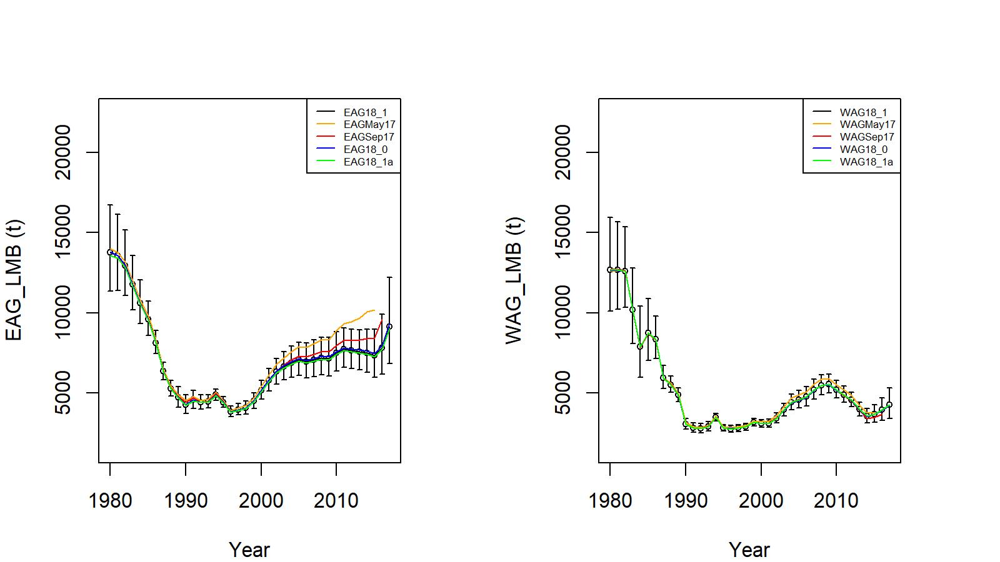 EAG_LMB (t)
20000
15000
10000
5000
EAG18_1
EAGMay17
EAGSep17
EAG18_0
EAG18_1a
1980 1990 2000 2010
Year
WAG_LMB (t)
20000
15000
10000
5000
WAG18_1
WAGMay17
WAGSep17
WAG18_0
WAG18_1a
1980 1990 2000 2010
Year